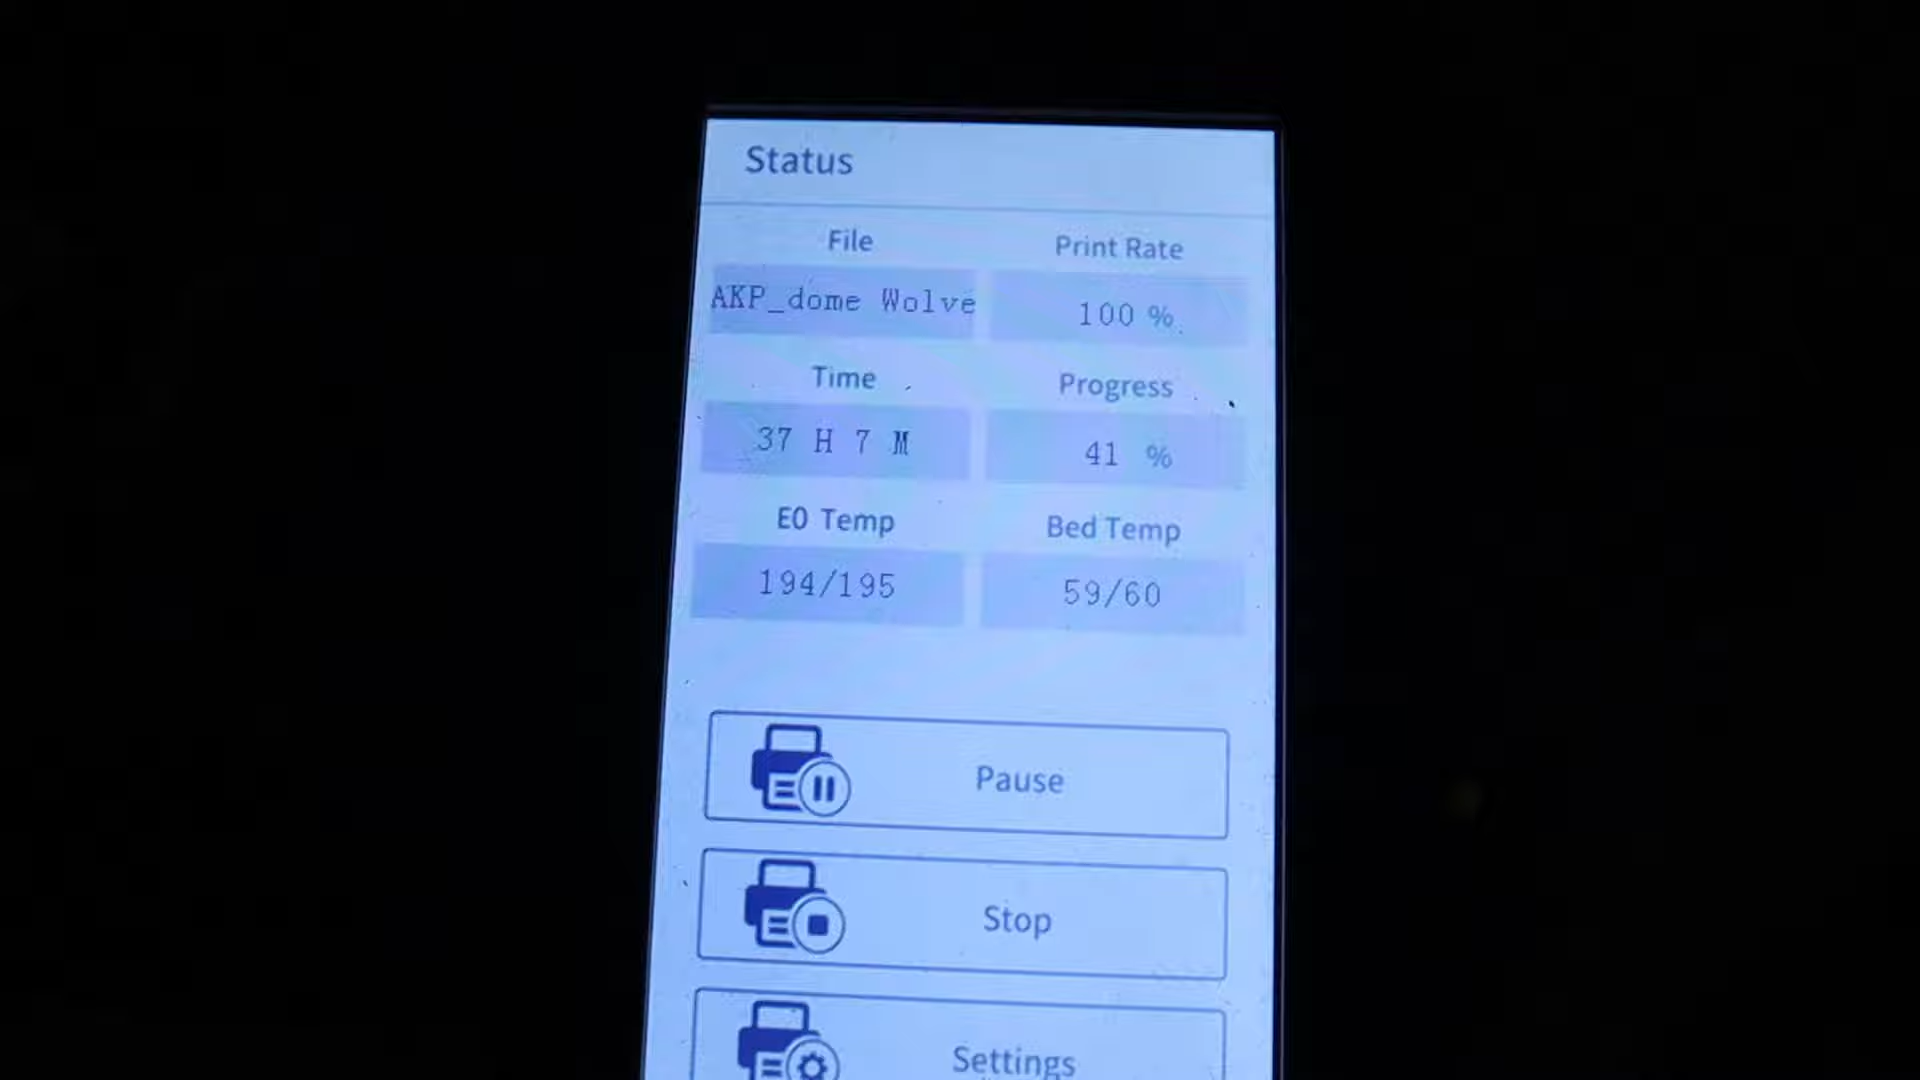 Status
File
Print Rate
AKP_dome Wolve
100 %
Time
Progress
37 H 7 M
41 %
E0 Temp
Bed Temp
194/195
59/60
Pause
Stop
Settings